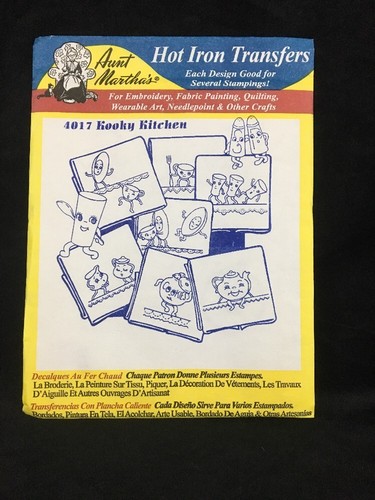 Aunt
Martha's®
Hot Iron Transfers
Each Design Good for
Several Stampings!
For Embroidery, Fabric Painting, Quilting,
Wearable Art, Needlepoint & Other Crafts
4017 Kooky Kitchen
COOKIES
Decalques Au Fer Chaud Chaque Patron Donne Plusieurs Estampes.
La Broderie, La Peinture Sur Tissu, Piquer, La Décoration De Vêtements, Les Travaux
D'Aiguille Et Autres Ouvrages D'Artisanat
Transferencias Con Plancha Caliente Cada Diseño Sirve Para Varios Estampados.
Bordados, Pintura En Tela, El Acolchar, Arte Usable, Bordado De Aguja & Otras Artesanias